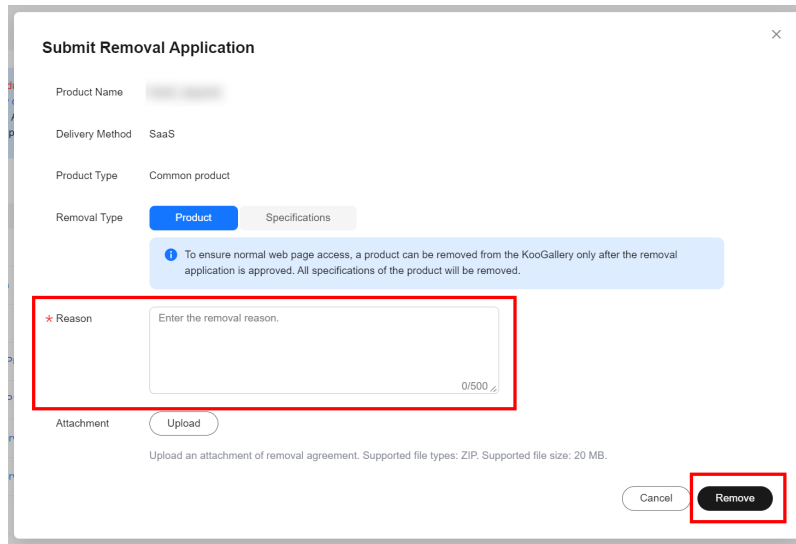 Submit Removal Application
Product Name
Delivery Method SaaS
Product Type Common product
Removal Type Product Specifications
To ensure normal web page access, a product can be removed from the KooGallery only after the removal
application is approved. All specifications of the product will be removed.
* Reason Enter the removal reason.
0/500
Attachment Upload
Upload an attachment of removal agreement. Supported file types: ZIP. Supported file size: 20 MB.
Cancel Remove